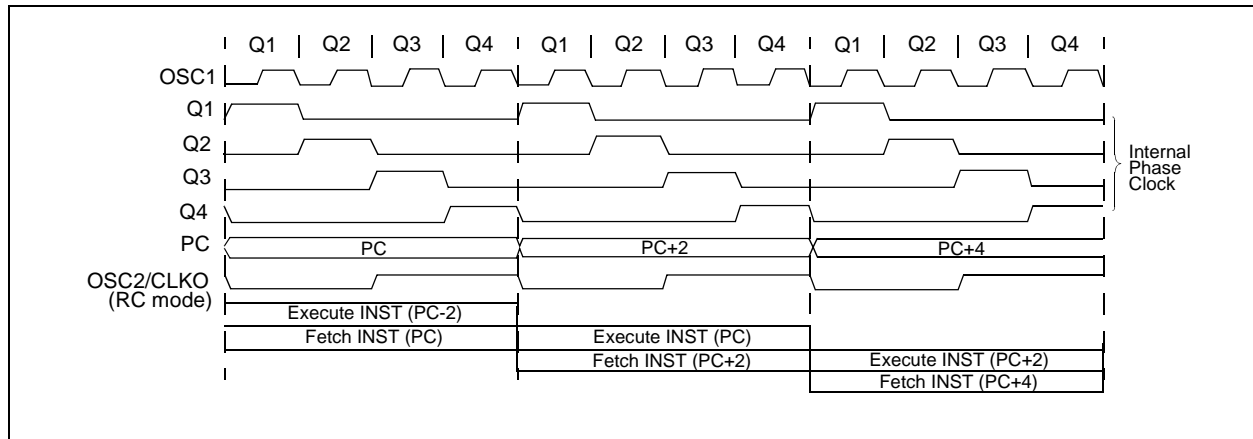 Q1 Q2 Q3 Q4 Q1 Q2 Q3 Q4 Q1 Q2 Q3 Q4
OSC1
Q1
Q2
Q3
Q4
Internal
Phase
Clock
PC PC PC+2 PC+4
OSC2/CLKO
(RC mode)
Execute INST (PC-2)
Fetch INST (PC) Execute INST (PC)
Fetch INST (PC+2) Execute INST (PC+2)
Fetch INST (PC+4)